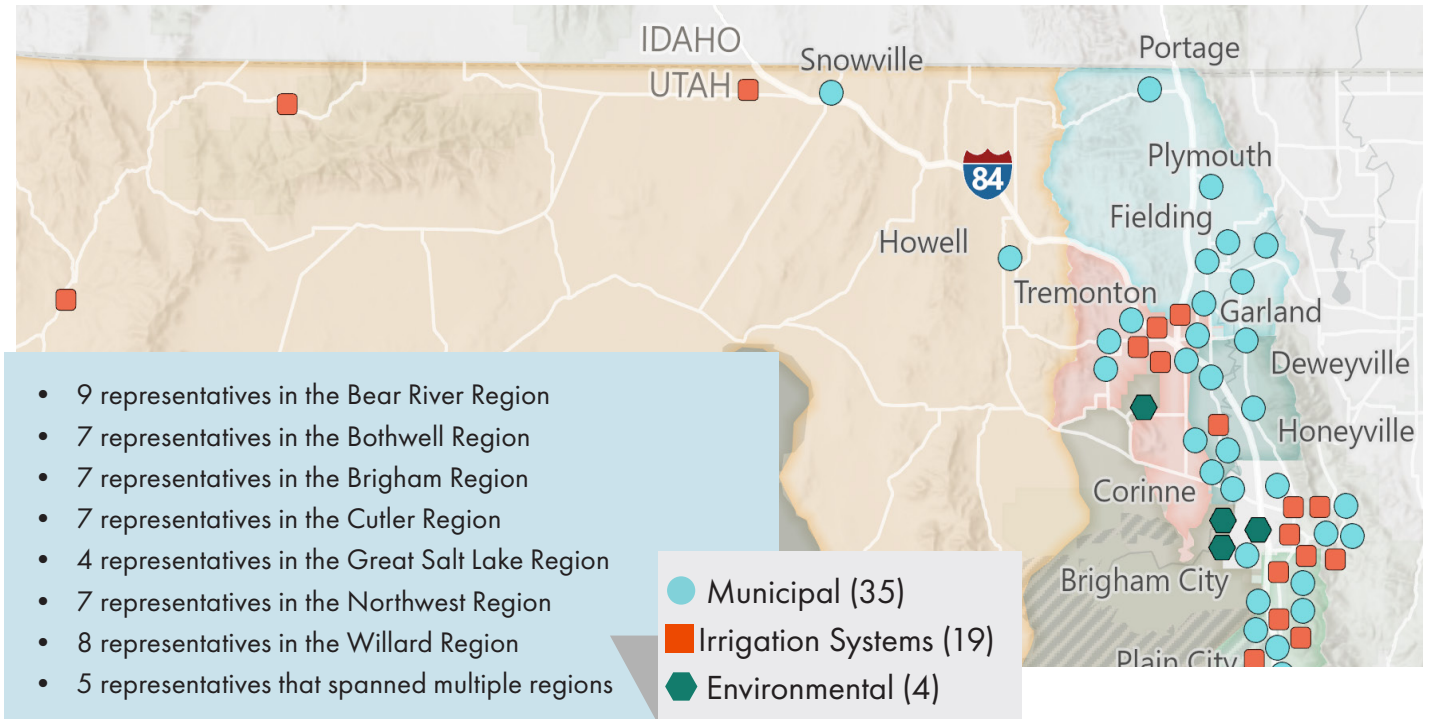 IDAHO
UTAH
Snowville
Portage
Plymouth
84
Fielding
Howell
Tremonton
Garland
Deweyville
Honeyville
Corinne
Brigham City
Plain City
• 9 representatives in the Bear River Region
• 7 representatives in the Bothwell Region
• 7 representatives in the Brigham Region
• 7 representatives in the Cutler Region
• 4 representatives in the Great Salt Lake Region
• 7 representatives in the Northwest Region
• 8 representatives in the Willard Region
• 5 representatives that spanned multiple regions
Municipal (35)
Irrigation Systems (19)
Environmental (4)